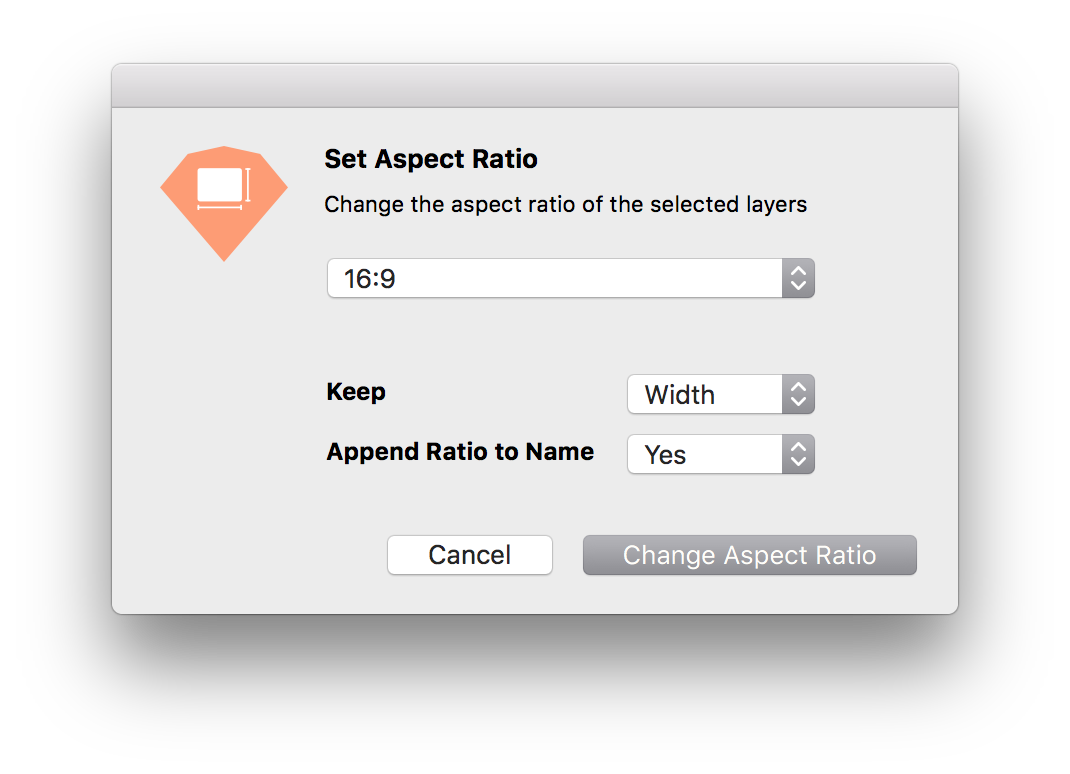 Set Aspect Ratio
Change the aspect ratio of the selected layers
16:9
Keep Width
Append Ratio to Name Yes
Cancel Change Aspect Ratio